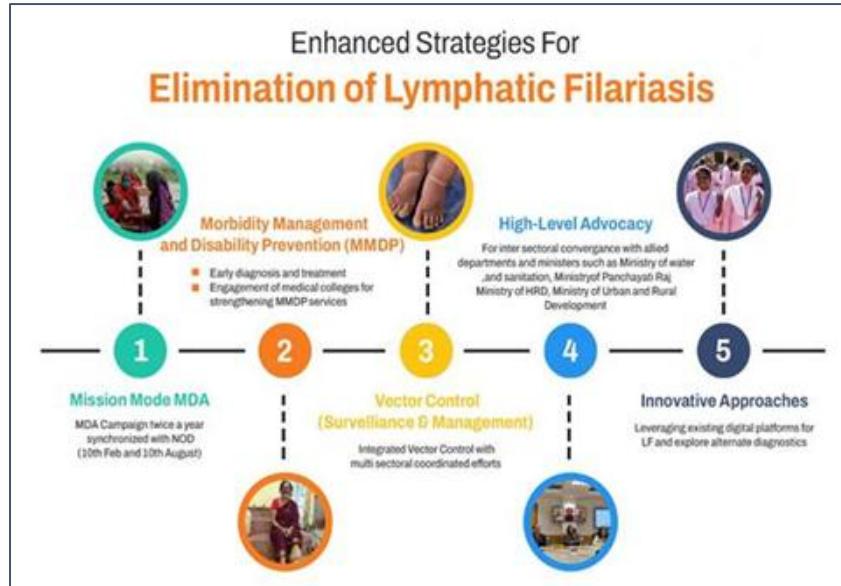 Enhanced Strategies For
Elimination of Lymphatic Filariasis
Morbidity Management
and Disability Prevention (MMDP)
Early diagnosis and treatment
Engagement of medical colleges for
strengthening MMDP services
High-Level Advocacy
For inter sectoral convergence with allied
departments and ministers such as Ministry of water
,and sanitation, Ministryof Panchayati Raj
Ministry of HRD, Ministry of Urban and Rural
Development
1
2
3
4
5
Mission Mode MDA
MDA Campaign twice a year
synchronized with NOD
(10th Feb and 10th August)
Vector Control
(Survelliance & Management)
Integrated Vector Control with
multi sectoral coordinated efforts
Innovative Approaches
Leveraging existing digital platforms for
LF and explore alternate diagnostics